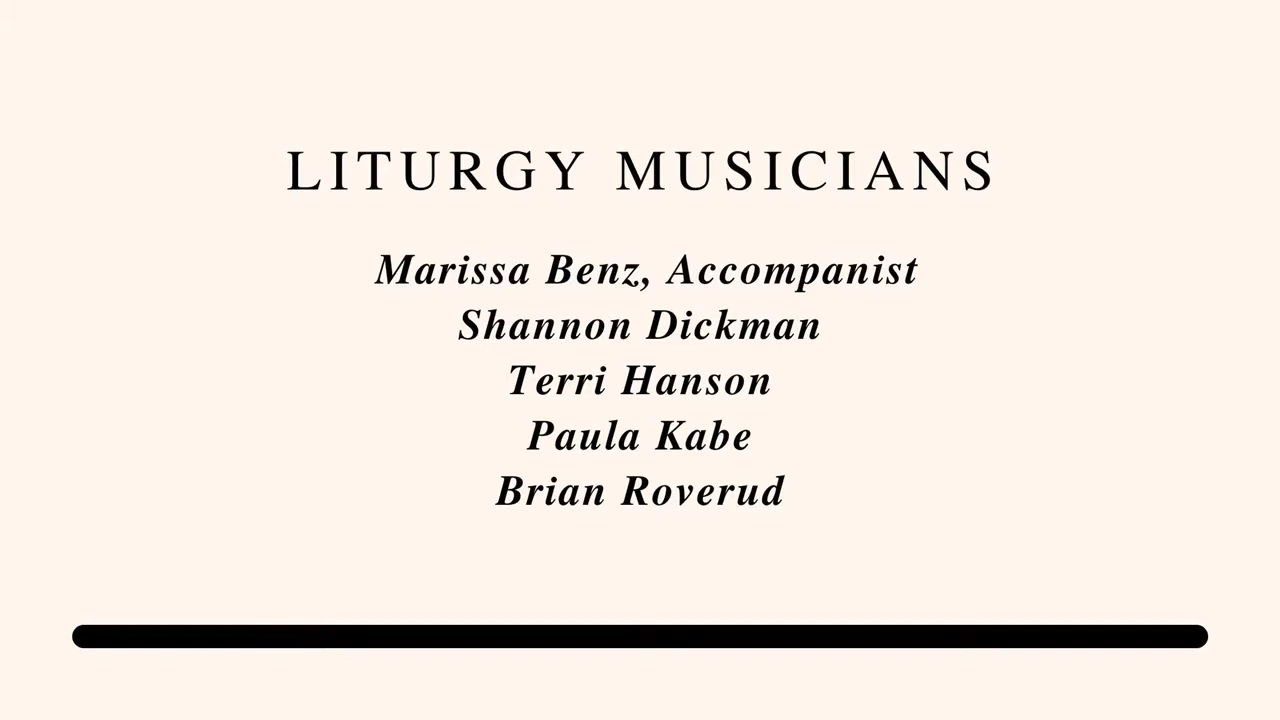 LITURGY MUSICIANS
Marissa Benz, Accompanist
Shannon Dickman
Terri Hanson
Paula Kabe
Brian Roverud